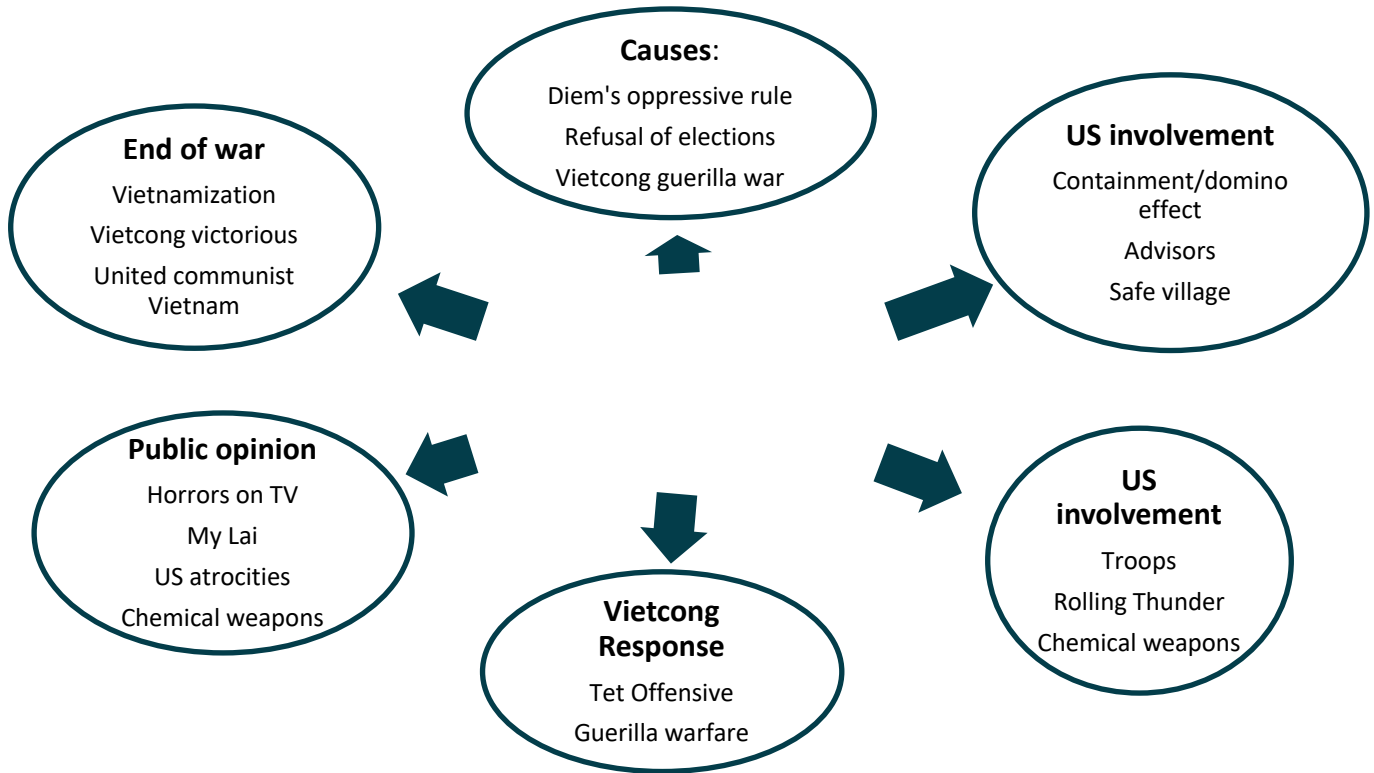 Causes:
Diem's oppressive rule
Refusal of elections
Vietcong guerilla war
US involvement
Containment/domino
effect
Advisors
Safe village
US
involvement
Troops
Rolling Thunder
Chemical weapons
Vietcong
Response
Tet Offensive
Guerilla warfare
Public opinion
Horrors on TV
My Lai
US atrocities
Chemical weapons
End of war
Vietnamization
Vietcong victorious
United communist
Vietnam